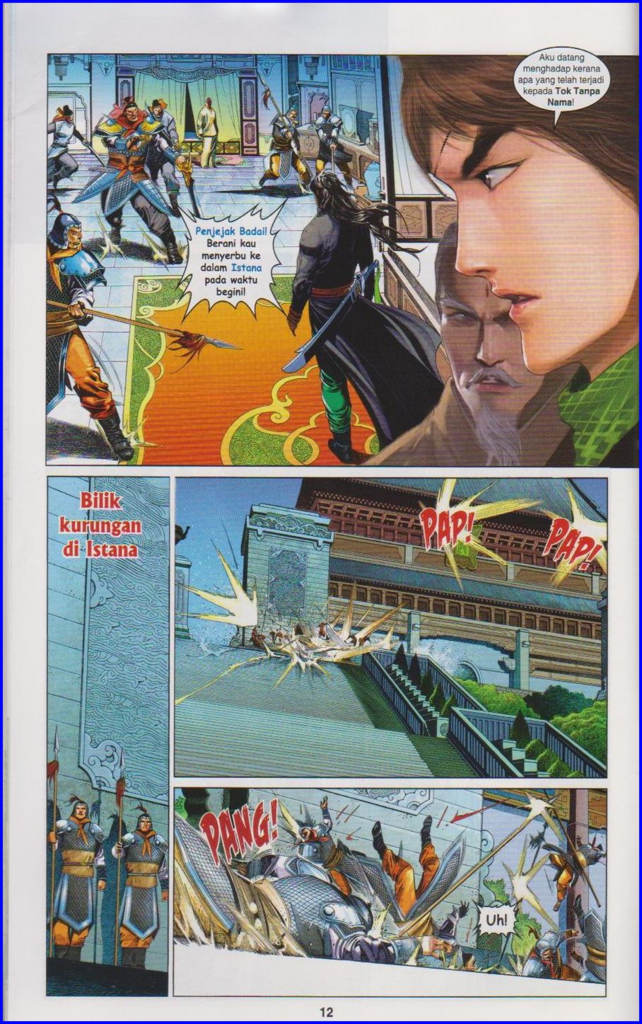 Aku datang
menghadap kerana
apa yang telah terjadi
kepada Tok Tanpa
Nama!
Penjejak Badai!
Berani kau
menyerbu ke
dalam Istana
pada waktu
begini!
Bilik
kurungan
di Istana
PAP!
PAP!
PANG!
Uh!
12